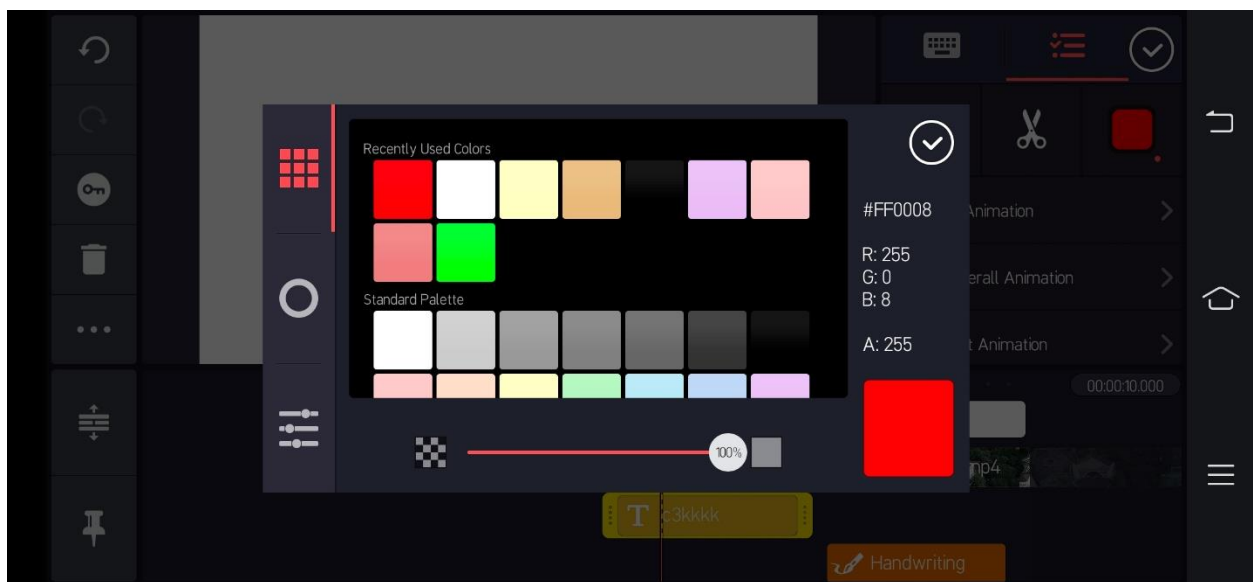 Recently Used Colors
Standard Palette
#FF0008
R: 255
G: 0
B: 8
A: 255
100%
Animation
erall Animation
t Animation
00:00:10.000
mp4
T c3kkkk
Handwriting